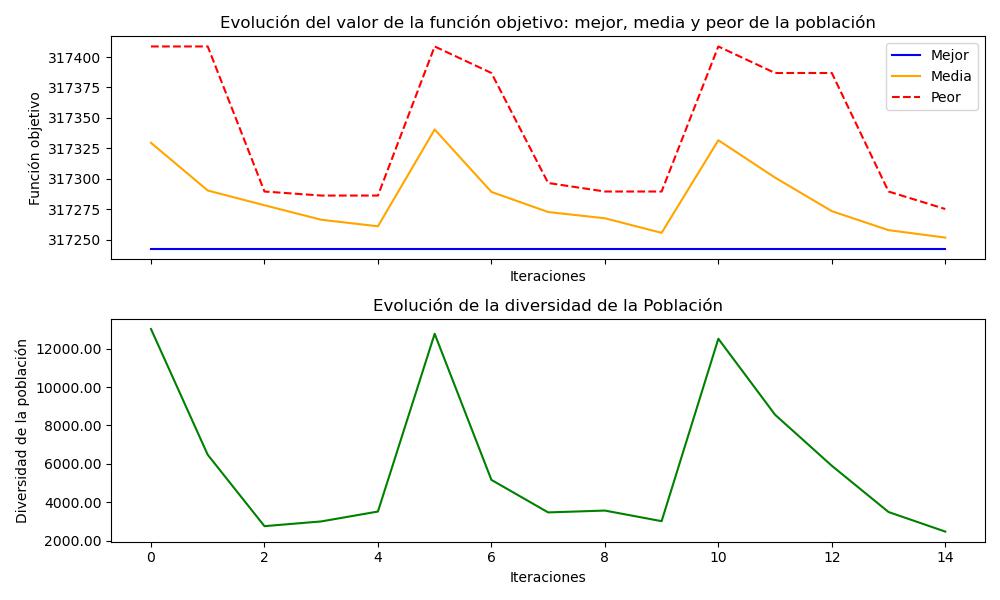 Evolución del valor de la función objetivo: mejor, media y peor de la población
Función objetivo
317400
317375
317350
317325
317300
317275
317250
Mejor
Media
Peor
Iteraciones
Evolución de la diversidad de la Población
Diversidad de la población
12000.00
10000.00
8000.00
6000.00
4000.00
2000.00
0 2 4 6 8 10 12 14
Iteraciones